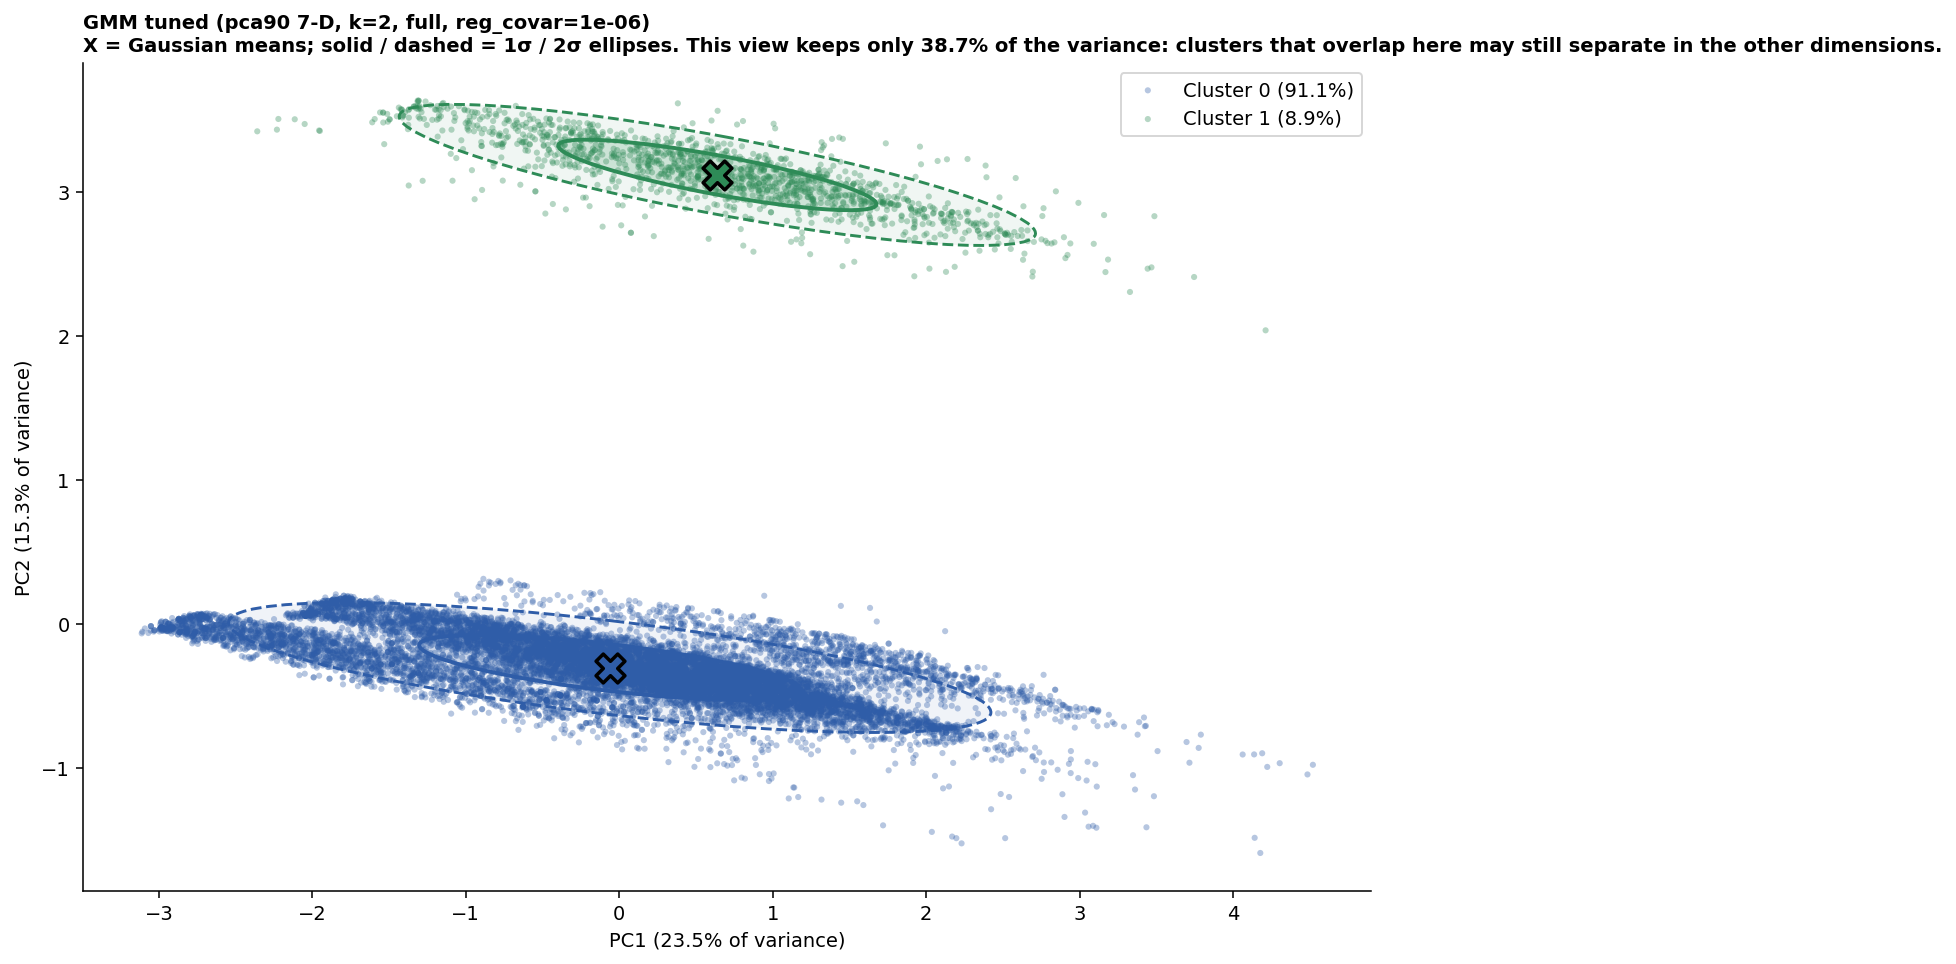 GMM tuned (pca90 7-D, k=2, full, reg_covar=1e-06)
X = Gaussian means; solid / dashed = 1σ / 2σ ellipses. This view keeps only 38.7% of the variance: clusters that overlap here may still separate in the other dimensions.
Cluster 0 (91.1%)
Cluster 1 (8.9%)
PC2 (15.3% of variance)
3
2
1
0
−1
−3
−2
−1
0
1
2
3
4
PC1 (23.5% of variance)